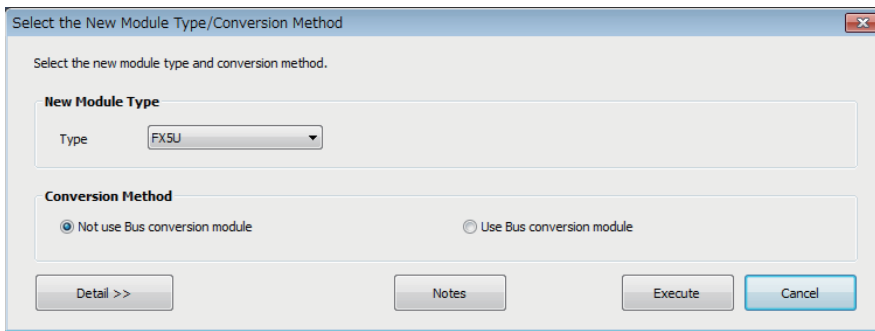 Select the New Module Type/Conversion Method
Select the new module type and conversion method.
New Module Type
Type FX5U
Conversion Method
Not use Bus conversion module Use Bus conversion module
Detail >> Notes Execute Cancel